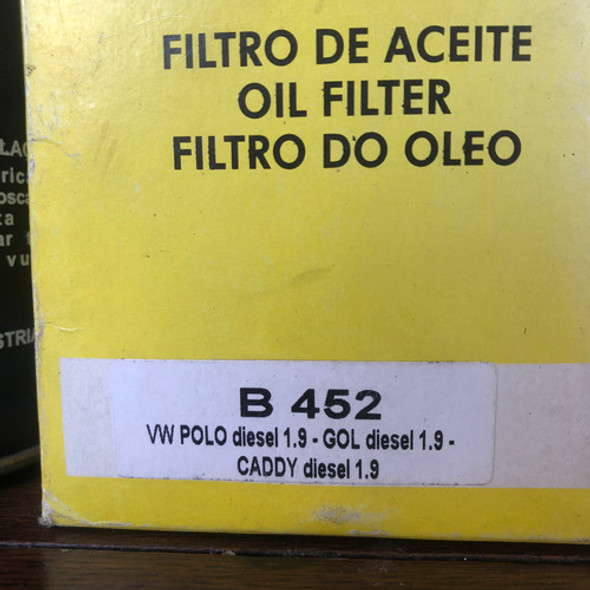 FILTRO DE ACEITE
OIL FILTER
FILTRO DO OLEO
B 452
VW POLO diesel 1.9 - GOL diesel 1.9 -
CADDY diesel 1.9